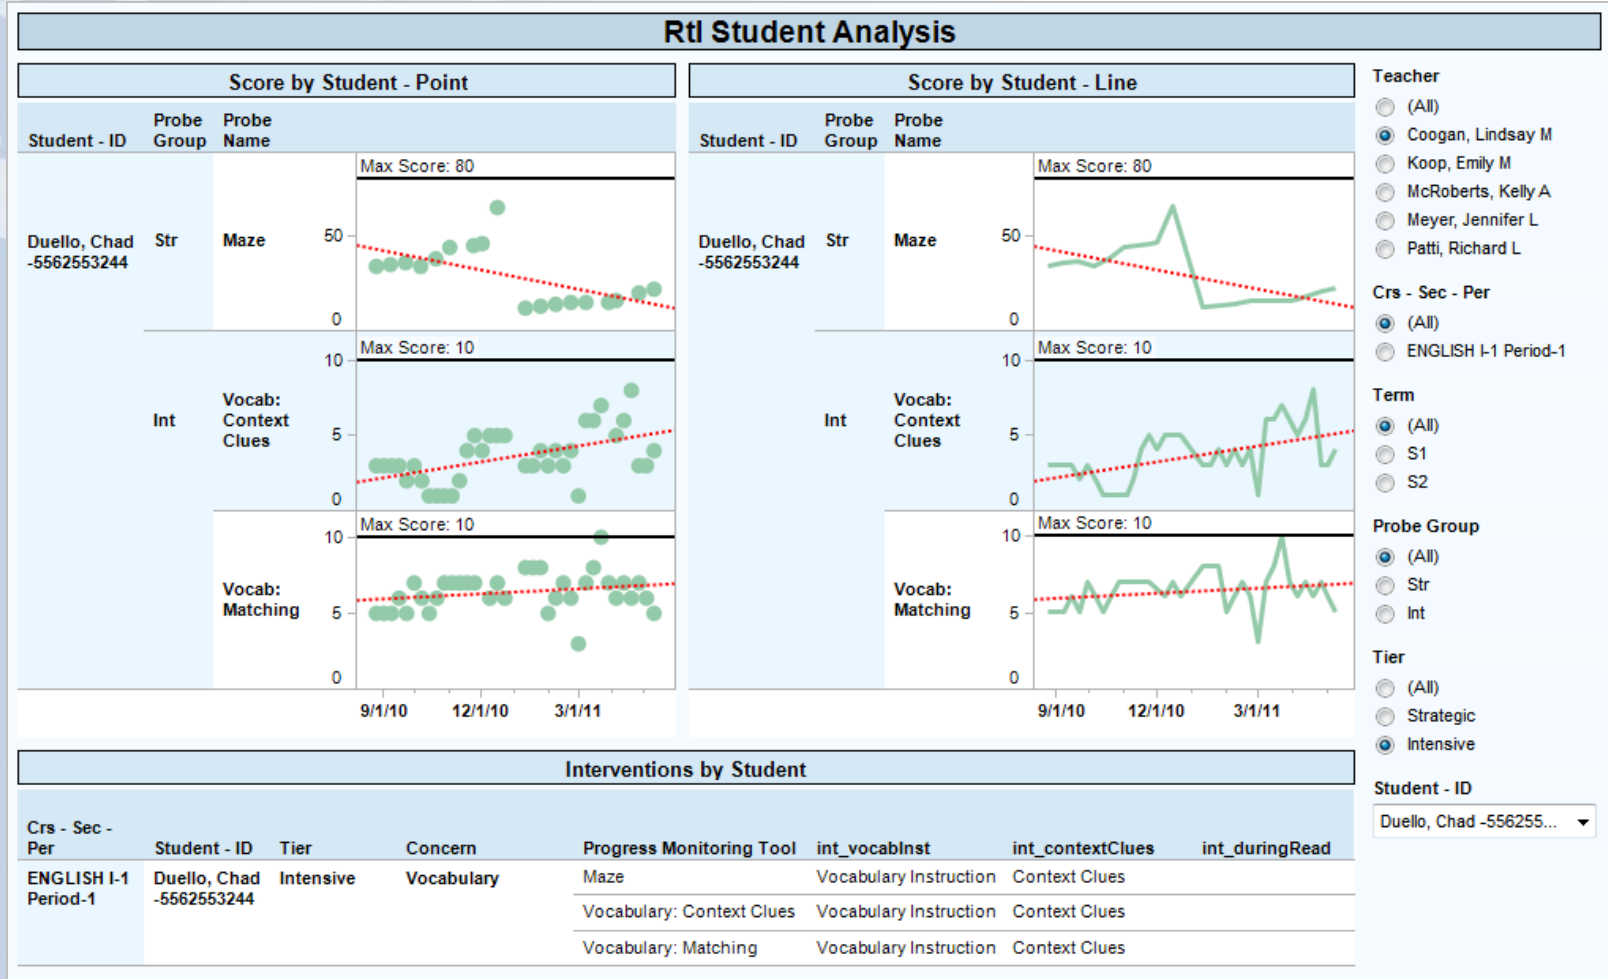 RtI Student Analysis
Score by Student - Point
Student - ID
Probe Group
Probe Name
Duello, Chad
-5562553244
Str
Maze
Max Score: 80
50
0
Int
Vocab:
Context
Clues
Max Score: 10
10
5
0
Vocab:
Matching
Max Score: 10
10
5
0
9/1/10
12/1/10
3/1/11
Score by Student - Line
Student - ID
Probe Group
Probe Name
Duello, Chad
-5562553244
Str
Maze
Max Score: 80
50
0
Int
Vocab:
Context
Clues
Max Score: 10
10
5
0
Vocab:
Matching
Max Score: 10
10
5
0
9/1/10
12/1/10
3/1/11
Teacher
(All)
Coogan, Lindsay M
Koop, Emily M
McRoberts, Kelly A
Meyer, Jennifer L
Patti, Richard L
Crs - Sec - Per
(All)
ENGLISH I-1 Period-1
Term
(All)
S1
S2
Probe Group
(All)
Str
Int
Tier
(All)
Strategic
Intensive
Student - ID
Duello, Chad -556255...
Interventions by Student
Crs - Sec -
Per
Student - ID
Tier
Concern
Progress Monitoring Tool
int_vocabInst
int_contextClues
int_duringRead
ENGLISH I-1
Period-1
Duello, Chad
-5562553244
Intensive
Vocabulary
Maze
Vocabulary Instruction
Context Clues
Vocabulary: Context Clues
Vocabulary Instruction
Context Clues
Vocabulary: Matching
Vocabulary Instruction
Context Clues